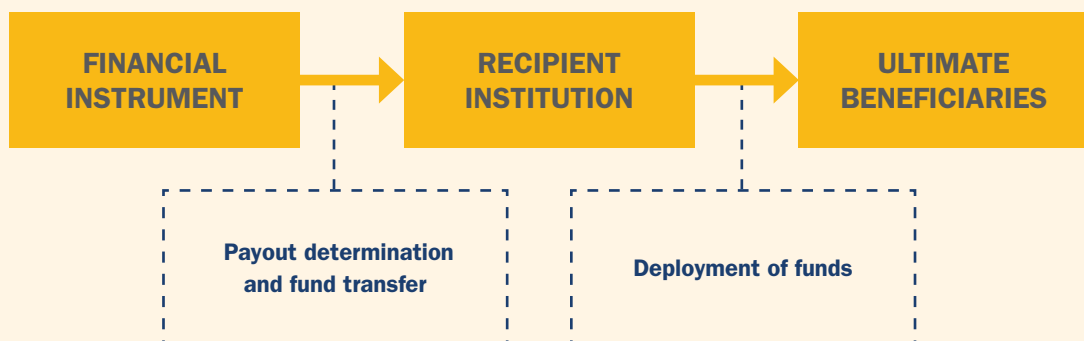 FINANCIAL
INSTRUMENT
RECIPIENT
INSTITUTION
ULTIMATE
BENEFICIARIES
Payout determination
and fund transfer
Deployment of funds